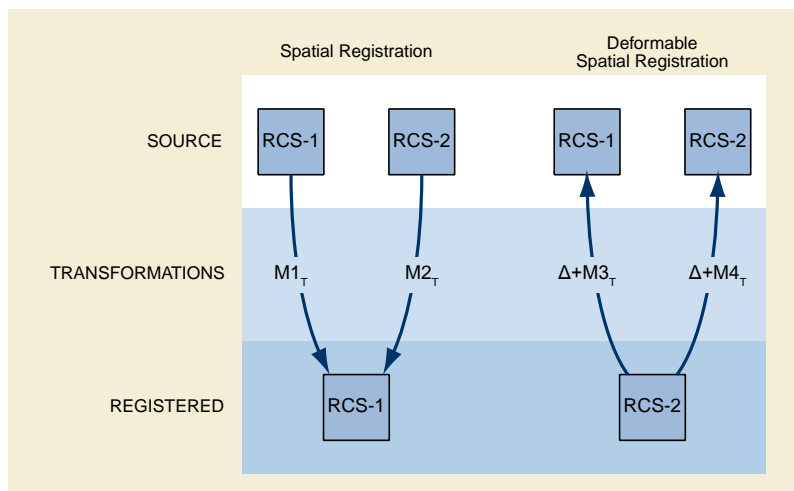 Spatial Registration
Deformable
Spatial Registration
SOURCE
RCS-1
RCS-2
RCS-1
RCS-2
TRANSFORMATIONS
M1T
M2T
Δ+M3T
Δ+M4T
REGISTERED
RCS-1
RCS-2